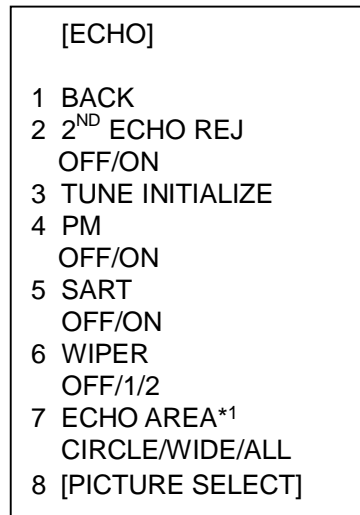 [ECHO]
1 BACK
2 2ND ECHO REJ
OFF/ON
3 TUNE INITIALIZE
4 PM
OFF/ON
5 SART
OFF/ON
6 WIPER
OFF/1/2
7 ECHO AREA*1
CIRCLE/WIDE/ALL
8 [PICTURE SELECT]